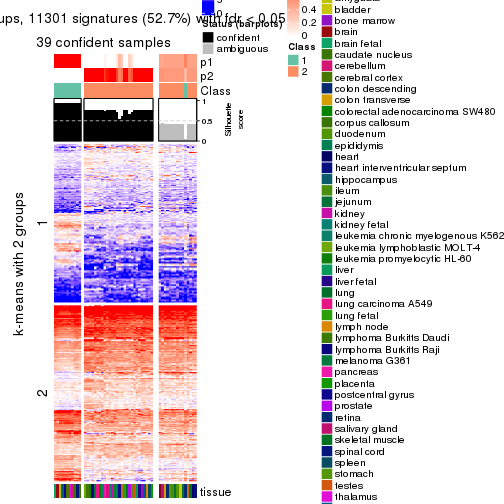 ups, 11301 signatures (52.7%) with fdr < 0.05
39 confident samples
p1
p2
Class
1
0.5
0
Silhouette
score
k-means with 2 groups
1
2
tissue
0
Status (barplots)
confident
ambiguous
0.4
0.2
0
Class
1
2
bladder
bone marrow
brain
brain fetal
caudate nucleus
cerebellum
cerebral cortex
colon descending
colon transverse
colorectal adenocarcinoma SW480
corpus callosum
duodenum
epididymis
heart
heart interventricular septum
hippocampus
ileum
jejunum
kidney
kidney fetal
leukemia chronic myelogenous K562
leukemia lymphoblastic MOLT-4
leukemia promyelocytic HL-60
liver
liver fetal
lung
lung carcinoma A549
lung fetal
lymph node
lymphoma Burkitts Daudi
lymphoma Burkitts Raji
melanoma G361
pancreas
placenta
postcentral gyrus
prostate
retina
salivary gland
skeletal muscle
spinal cord
spleen
stomach
testes
thalamus